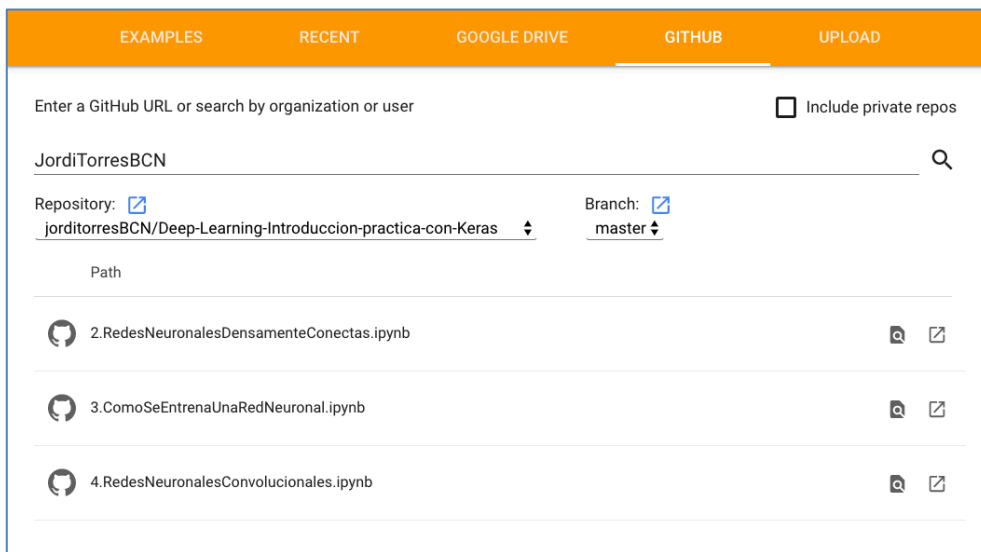 EXAMPLES RECENT GOOGLE DRIVE GITHUB UPLOAD
Enter a GitHub URL or search by organization or user Include private repos
JordiTorresBCN
Repository: Branch:
jorditorresBCN/Deep-Learning-Introduccion-practica-con-Keras master
Path
2.RedesNeuronalesDensamenteConectas.ipynb
3.ComoSeEntrenaUnaRedNeuronal.ipynb
4.RedesNeuronalesConvolucionales.ipynb